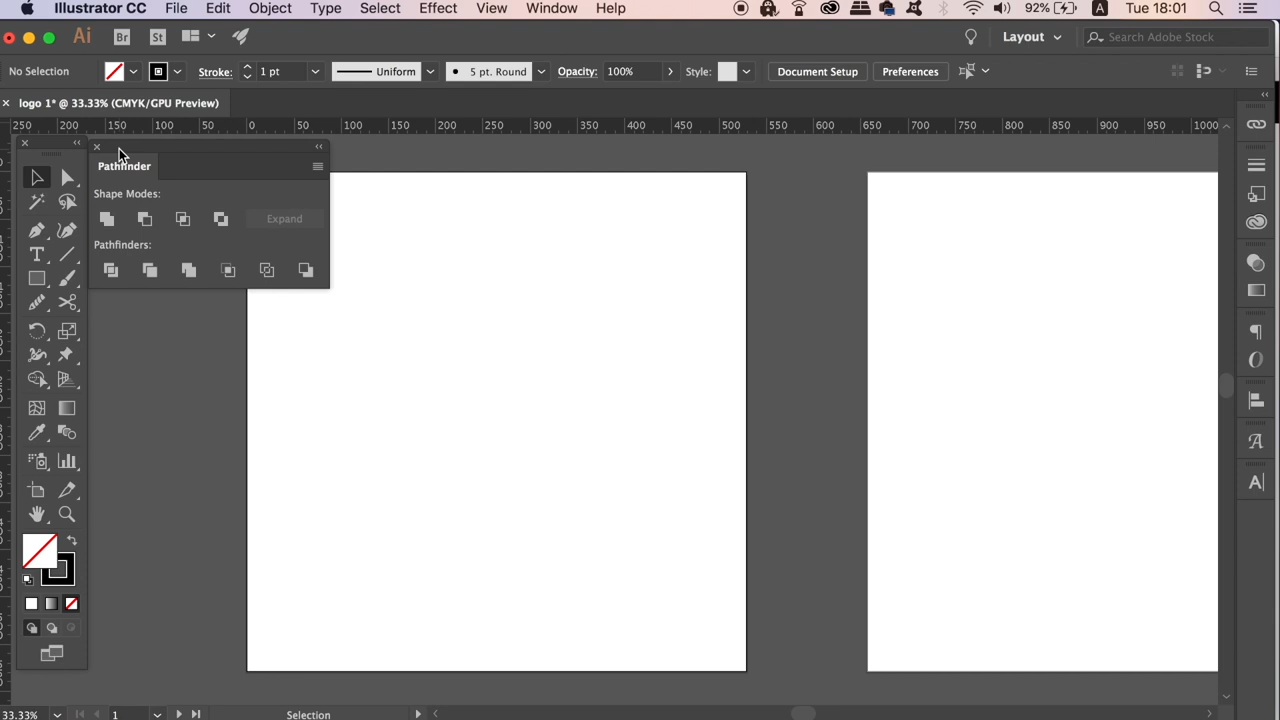 Illustrator CC File Edit Object Type Select Effect View Window Help 92% A Tue 18:01
Ai Br St Layout Search Adobe Stock
No Selection Stroke: 1 pt Uniform 5 pt. Round Opacity: 100% Style: Document Setup Preferences
logo 1* @ 33.33% (CMYK/GPU Preview)
250 200 150 100 50 0 50 100 150 200 250 300 350 400 450 500 550 600 650 700 750 800 850 900 950 1000
Pathfinder
Shape Modes:
Expand
Pathfinders:
33.33% 1 Selection